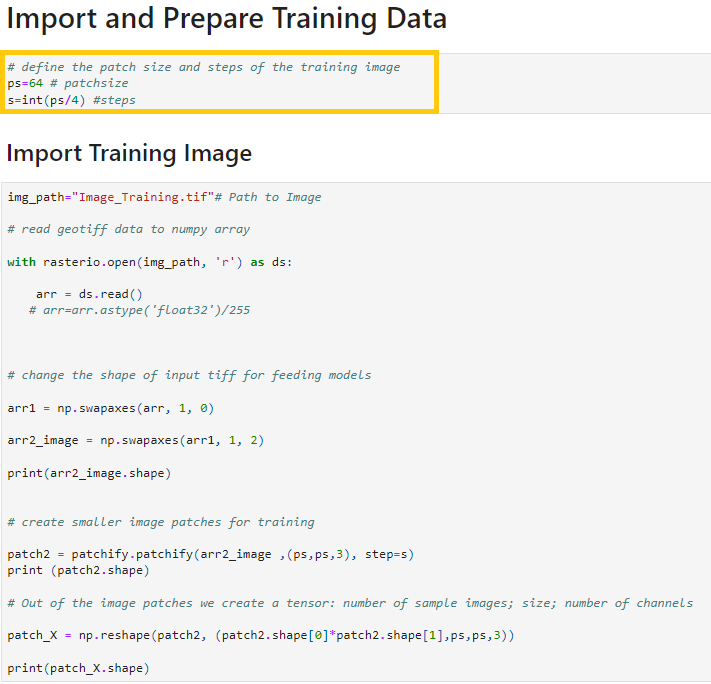 Import and Prepare Training Data
# define the patch size and steps of the training image
ps=64 # patchsize
s=int(ps/4) #steps
Import Training Image
img_path="Image_Training.tif"# Path to Image
# read geotiff data to numpy array
with rasterio.open(img_path, 'r') as ds:
arr = ds.read()
# arr=arr.astype('float32')/255
# change the shape of input tiff for feeding models
arr1 = np.swapaxes(arr, 1, 0)
arr2_image = np.swapaxes(arr1, 1, 2)
print(arr2_image.shape)
# create smaller image patches for training
patch2 = patchify.patchify(arr2_image ,(ps,ps,3), step=s)
print (patch2.shape)
# Out of the image patches we create a tensor: number of sample images; size; number of channels
patch_X = np.reshape(patch2, (patch2.shape[0]*patch2.shape[1],ps,ps,3))
print(patch_X.shape)